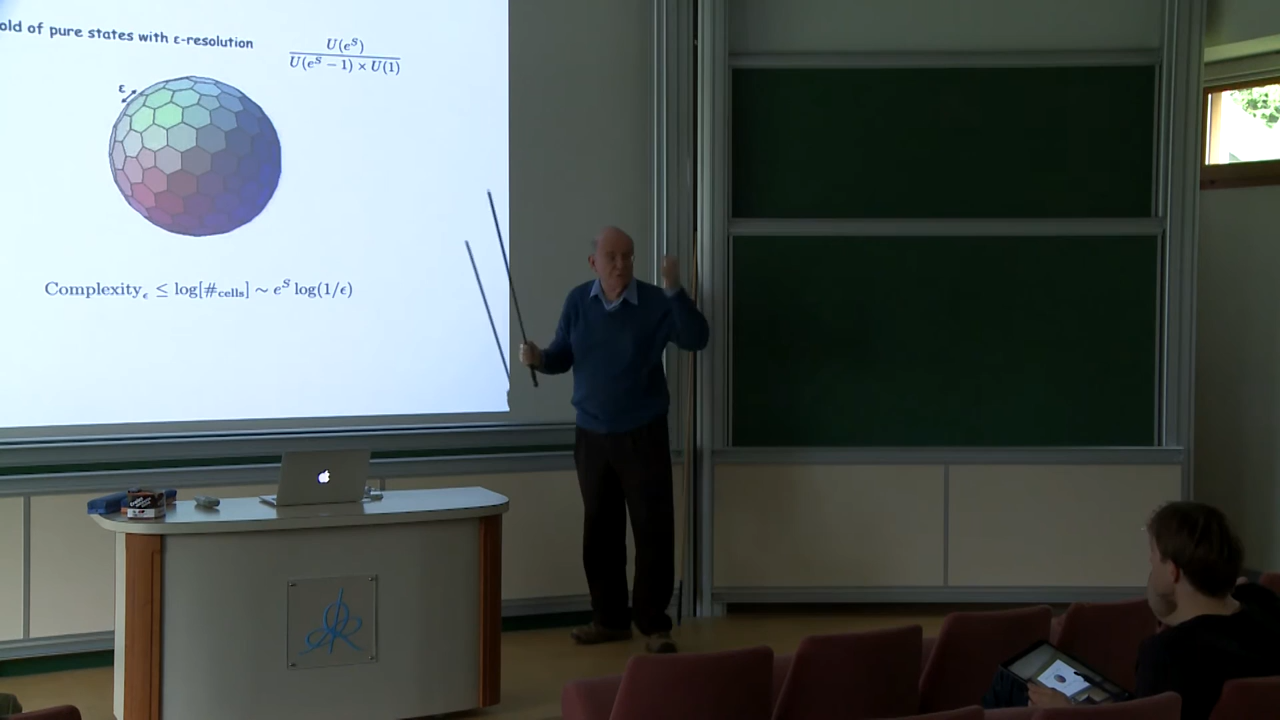 old of pure states with ε-resolution
U(e^S)
U(e^S − 1) × U(1)
ε
Complexity_ϵ ≤ log[#_cells] ~ e^S log(1/ϵ)